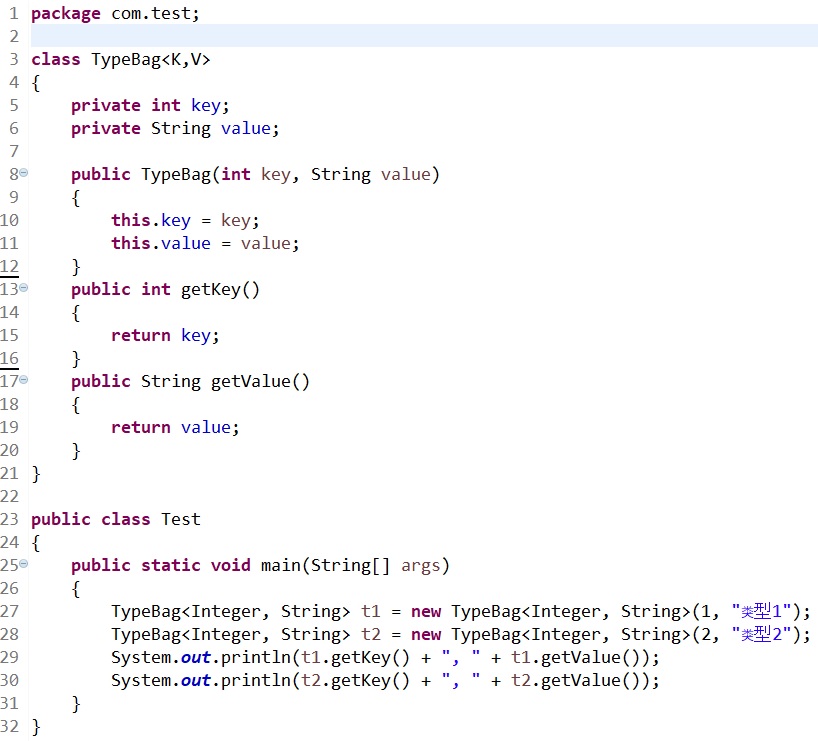 1 package com.test;
2
3 class TypeBag<K,V>
4 {
5     private int key;
6     private String value;
7
8     public TypeBag(int key, String value)
9     {
10         this.key = key;
11         this.value = value;
12     }
13     public int getKey()
14     {
15         return key;
16     }
17     public String getValue()
18     {
19         return value;
20     }
21 }
22
23 public class Test
24 {
25     public static void main(String[] args)
26     {
27         TypeBag<Integer, String> t1 = new TypeBag<Integer, String>(1, "类型1");
28         TypeBag<Integer, String> t2 = new TypeBag<Integer, String>(2, "类型2");
29         System.out.println(t1.getKey() + ", " + t1.getValue());
30         System.out.println(t2.getKey() + ", " + t2.getValue());
31     }
32 }